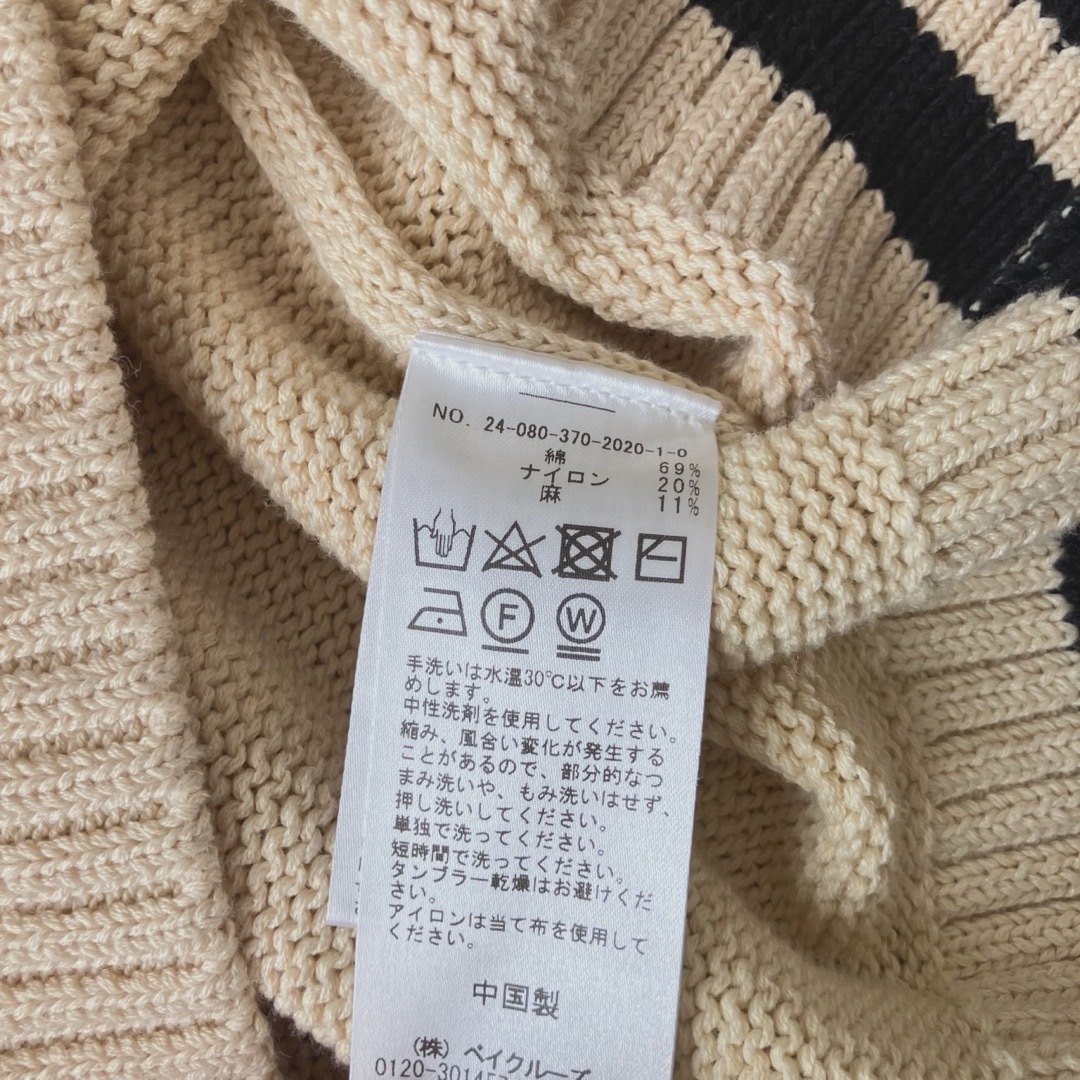 NO. 24-080-370-2020-1-0
綿 69%
ナイロン 20%
麻 11%
F W
手洗いは水温30℃以下をお薦
めします。
中性洗剤を使用してください。
縮み、風合い変化が発生する
ことがあるので、部分的なつ
まみ洗いや、もみ洗いはせず、
押し洗いしてください。
単独で洗ってください。
短時間で洗ってください。
タンブラー乾燥はお避けくだ
さい。
アイロンは当て布を使用して
ください。
中国製
(株) ベイクルーズ